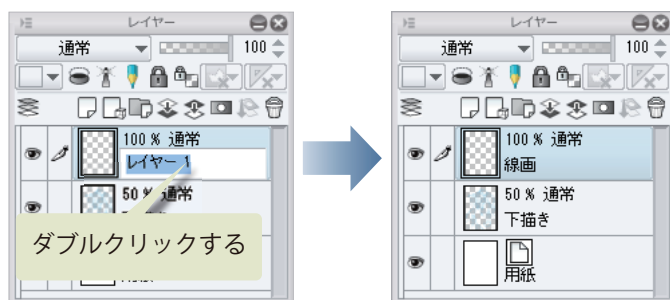 レイヤー
通常 100
100 % 通常
レイヤー 1
50 % 通常
ダブルクリックする
用紙
レイヤー
通常 100
100 % 通常
線画
50 % 通常
下描き
用紙